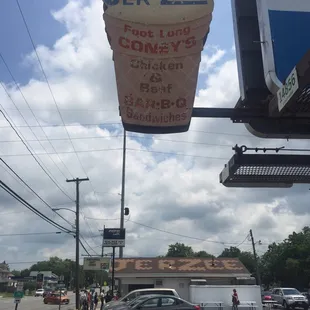 Foot Long
CONEY'S
Chicken
&
Beef
BAR-B-Q
Sandwiches